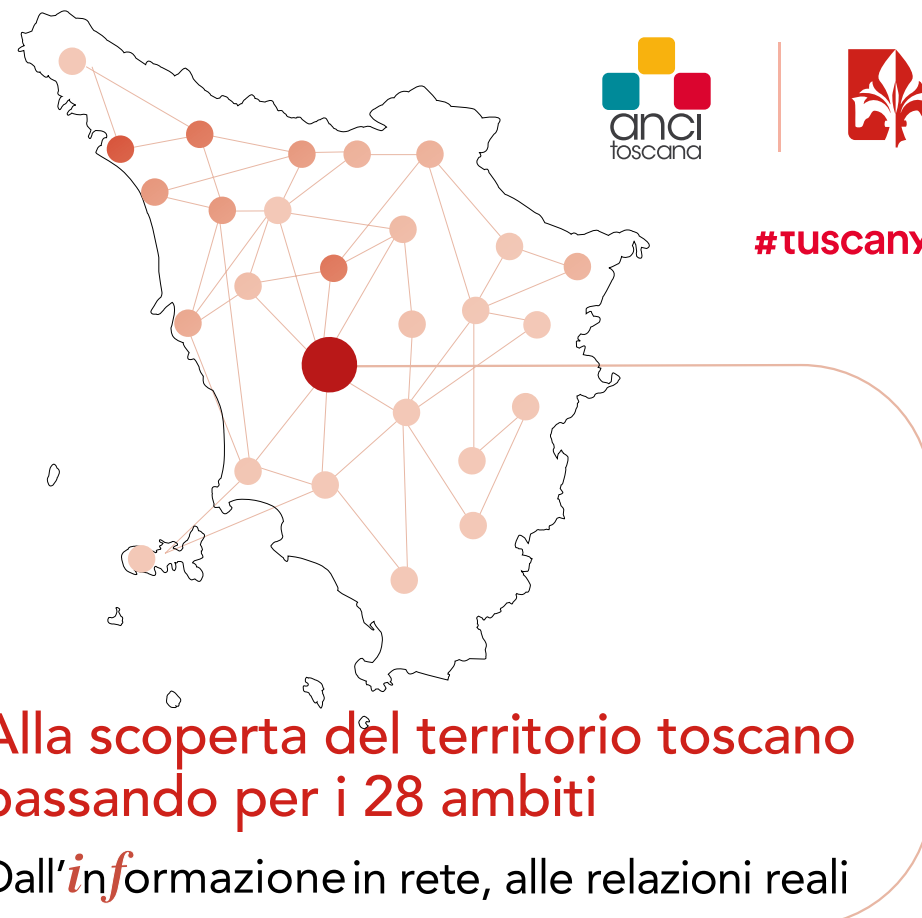 anci
toscana
#tuscany
Alla scoperta del territorio toscano
passando per i 28 ambiti
Dall'informazione in rete, alle relazioni reali